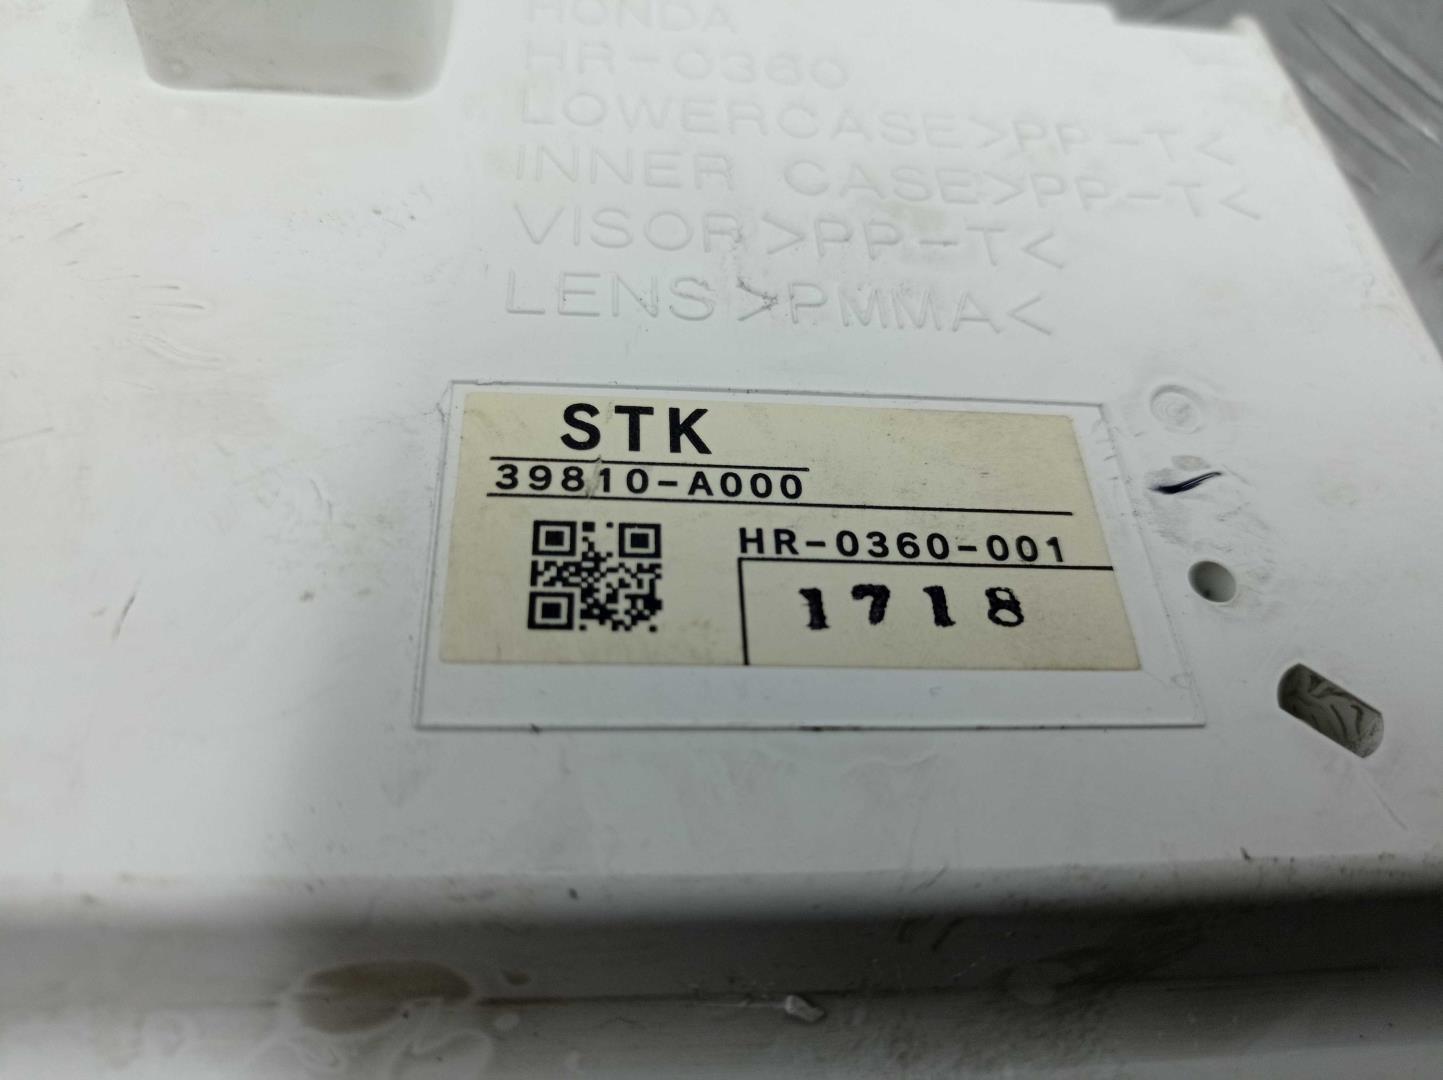 HONDA
HR-0360
LOWERCASE>PP-T<
INNER CASE>PP-T<
VISOR>PP-T<
LENS>PMMA<
STK
39810-A000
HR-0360-001
1718